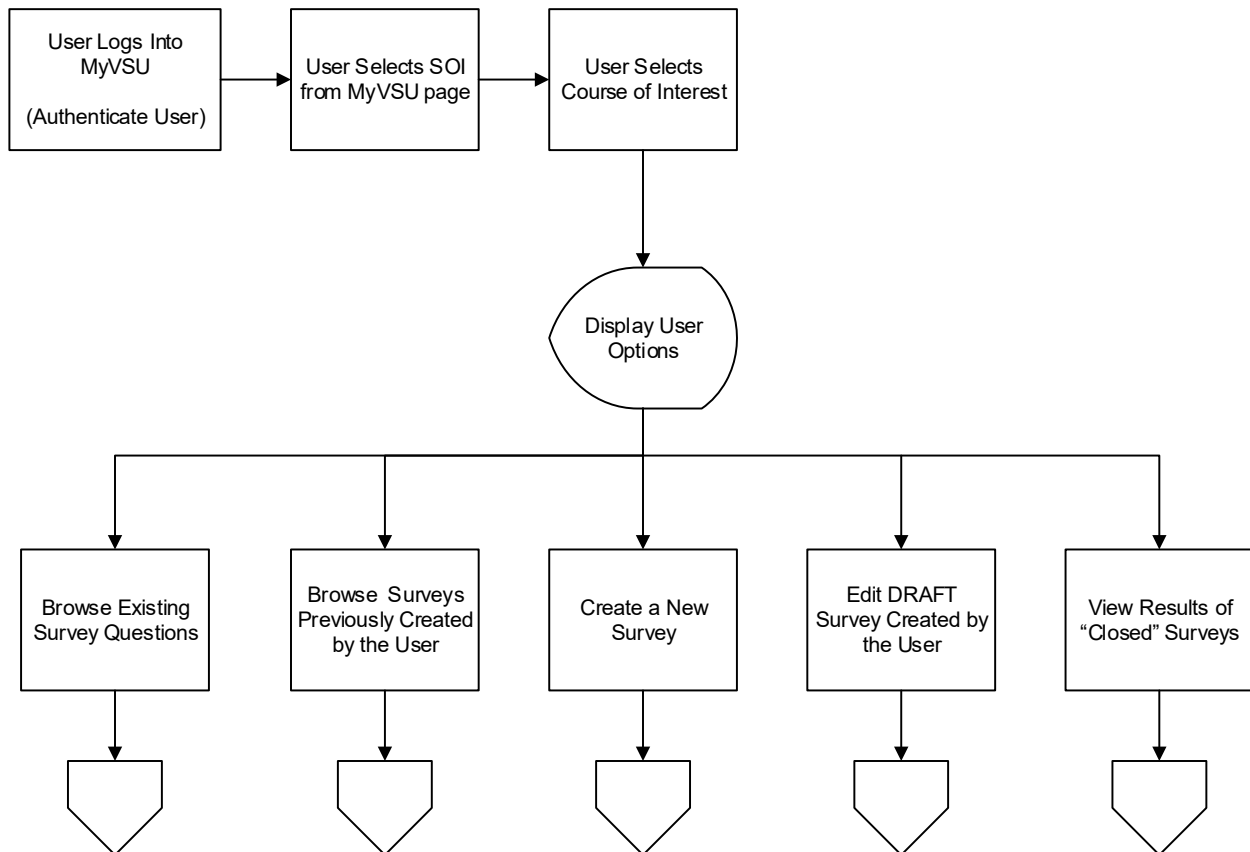 User Logs Into
MyVSU
(Authenticate User)
User Selects SOI
from MyVSU page
User Selects
Course of Interest
Display User
Options
Browse Existing
Survey Questions
Browse Surveys
Previously Created
by the User
Create a New
Survey
Edit DRAFT
Survey Created by
the User
View Results of
“Closed” Surveys